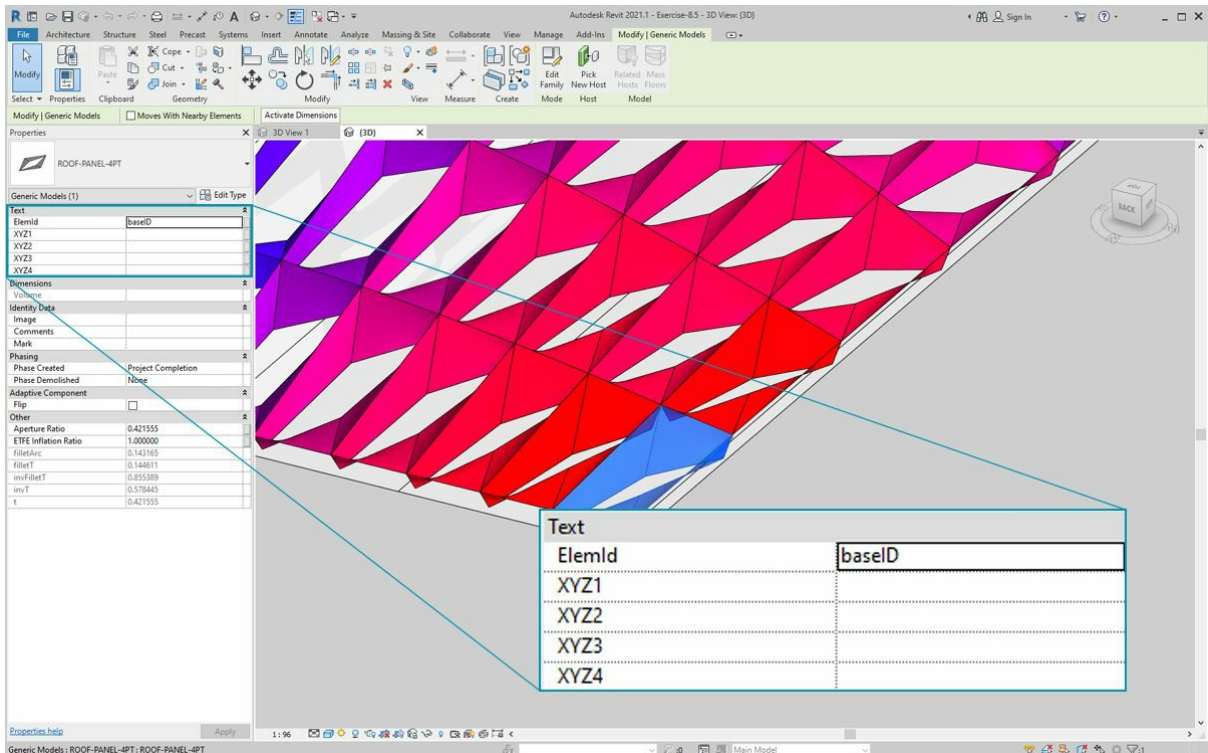 Autodesk Revit 2021.1 - Exercise-8.5 - 3D View: {3D}
Sign In
File Architecture Structure Steel Precast Systems Insert Annotate Analyze Massing & Site Collaborate View Manage Add-Ins Modify | Generic Models
Modify
Paste
Cope
Cut
Join
Edit Family
Pick New Host
Related Hosts
Mass Floors
Select Properties Clipboard Geometry Modify View Measure Create Mode Host Model
Modify | Generic Models Moves With Nearby Elements Activate Dimensions
Properties
3D View 1 {3D}
ROOF-PANEL-4PT
Generic Models (1) Edit Type
Text
ElemId baseID
XYZ1
XYZ2
XYZ3
XYZ4
Dimensions
Volume
Identity Data
Image
Comments
Mark
Phasing
Phase Created Project Completion
Phase Demolished None
Adaptive Component
Flip
Other
Aperture Ratio 0.421555
ETFE Inflation Ratio 1.000000
filletArc 0.143165
filletT 0.144611
invFilletT 0.855389
invT 0.578445
t 0.421555
BACK
Text
ElemId baseID
XYZ1
XYZ2
XYZ3
XYZ4
Properties help Apply
1 : 96
Generic Models : ROOF-PANEL-4PT : ROOF-PANEL-4PT
:0 Main Model
:1